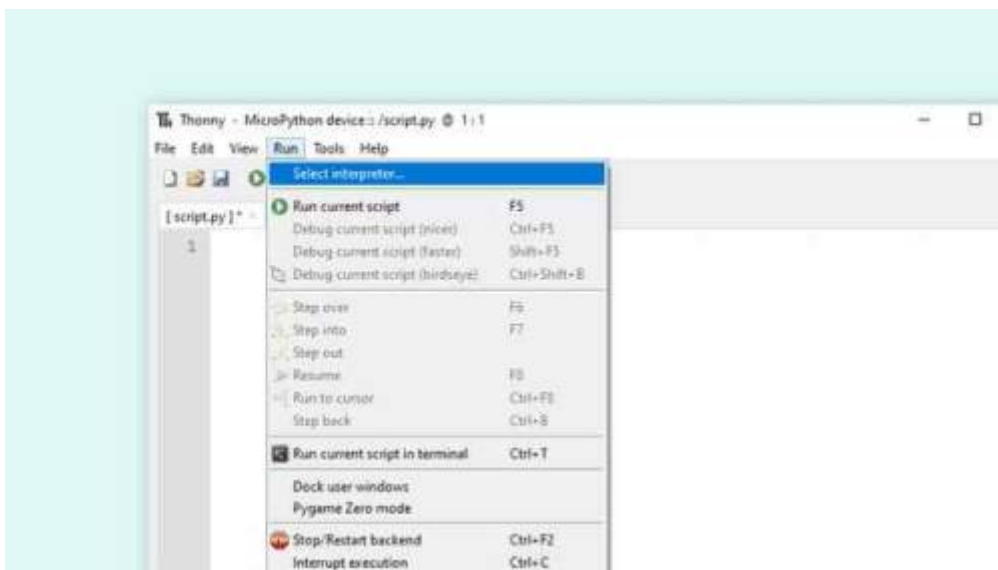 Thonny - MicroPython device :: /script.py @ 1 : 1
File Edit View Run Tools Help
Select interpreter...
[ script.py ] *
Run current script F5
1
Debug current script (nicer) Ctrl+F5
Debug current script (faster) Shift+F5
Debug current script (birdseye) Ctrl+Shift+B
Step over F6
Step into F7
Step out
Resume F8
Run to cursor Ctrl+F8
Step back Ctrl+B
Run current script in terminal Ctrl+T
Dock user windows
Pygame Zero mode
Stop/Restart backend Ctrl+F2
Interrupt execution Ctrl+C